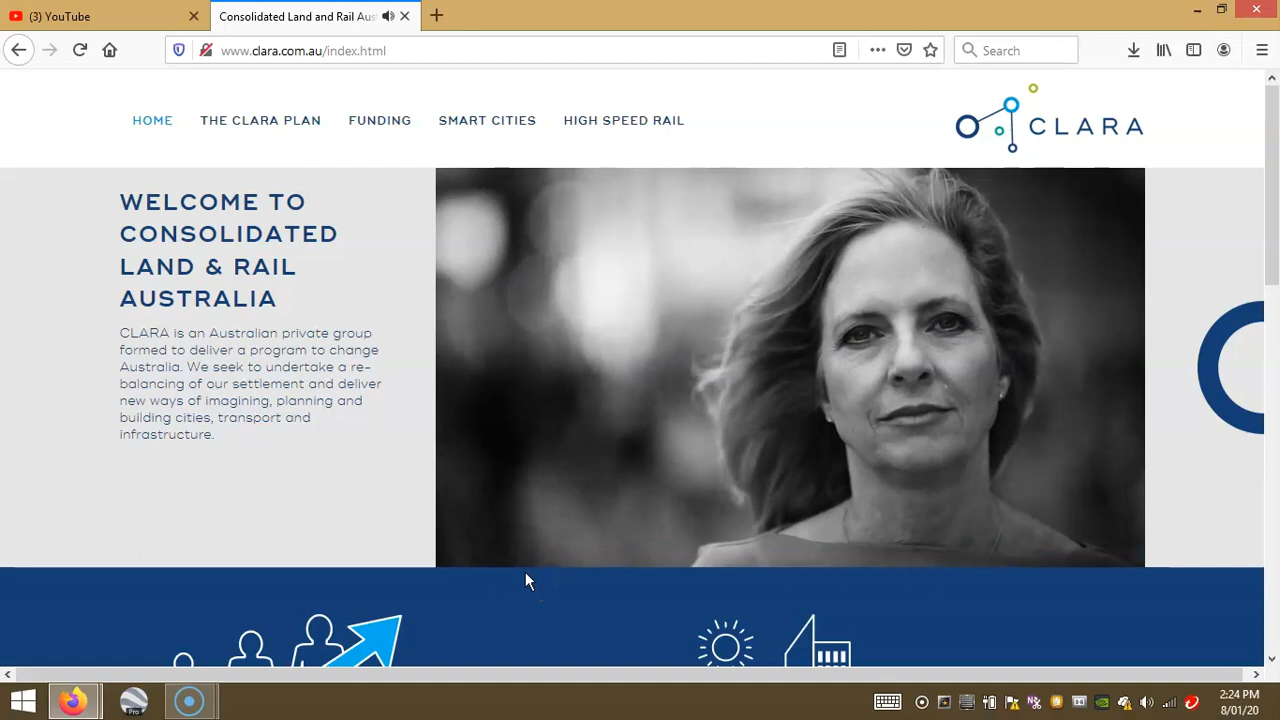 (3) YouTube
Consolidated Land and Rail Aus
www.clara.com.au/index.html
Search
HOME THE CLARA PLAN FUNDING SMART CITIES HIGH SPEED RAIL
CLARA
WELCOME TO
CONSOLIDATED
LAND & RAIL
AUSTRALIA
CLARA is an Australian private group
formed to deliver a program to change
Australia. We seek to undertake a re-
balancing of our settlement and deliver
new ways of imagining, planning and
building cities, transport and
infrastructure.
Pro
2:24 PM
8/01/20